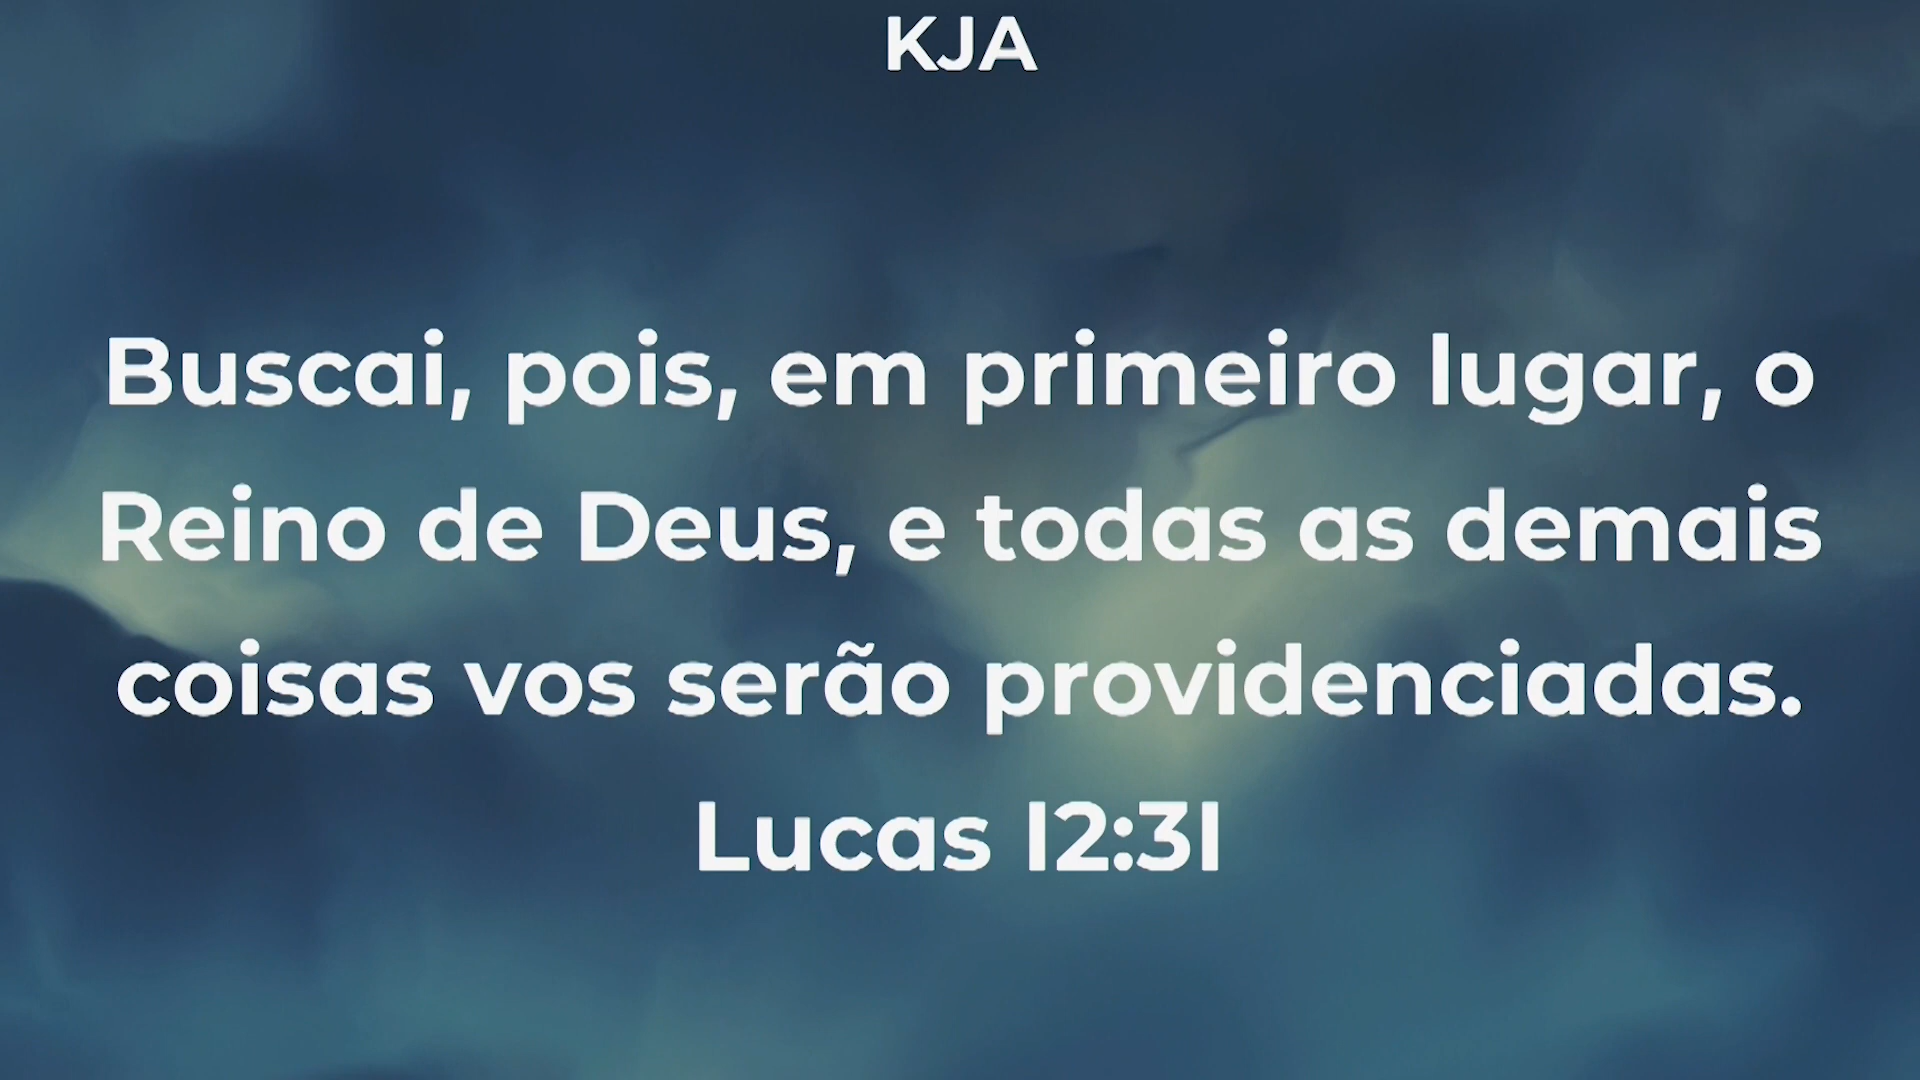 KJA
Buscai, pois, em primeiro lugar, o
Reino de Deus, e todas as demais
coisas vos serão providenciadas.
Lucas 12:31